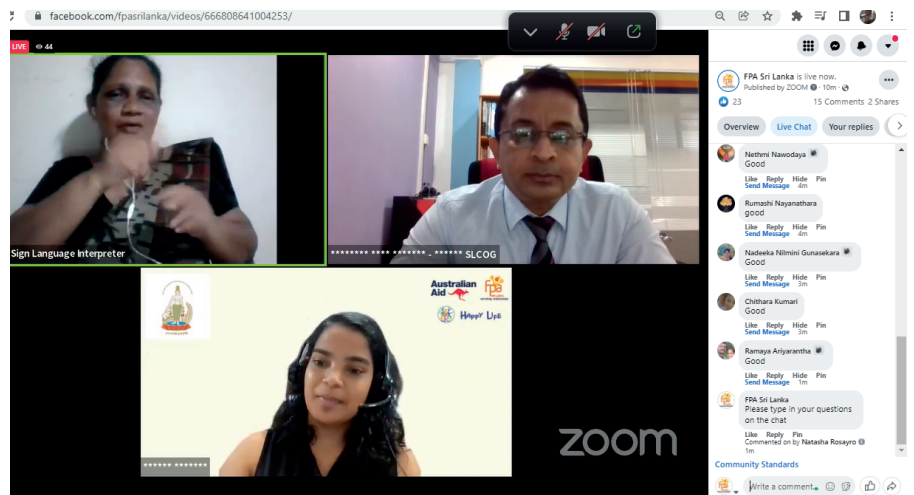 facebook.com/fpasrilanka/videos/666808641004253/
LIVE 44
Sign Language Interpreter
******** **** ******* - ****** SLCOG
Australian
Aid
fpa
HAPPY LIFE
****** *******
zoom
FPA Sri Lanka is live now.
Published by ZOOM · 10m ·
23
15 Comments 2 Shares
Overview Live Chat Your replies
Nethmi Nawodaya
Good
Like Reply Hide Pin
Send Message 4m
Rumashi Nayanathara
good
Like Reply Hide Pin
Send Message 4m
Nadeeka Nilmini Gunasekara
Good
Like Reply Hide Pin
Send Message 3m
Chithara Kumari
Good
Like Reply Hide Pin
Send Message 3m
Ramaya Ariyarantha
Good
Like Reply Hide Pin
Send Message 1m
FPA Sri Lanka
Please type in your questions
on the chat
Like Reply Pin
Commented on by Natasha Rosayro
1m
Community Standards
Write a comment...